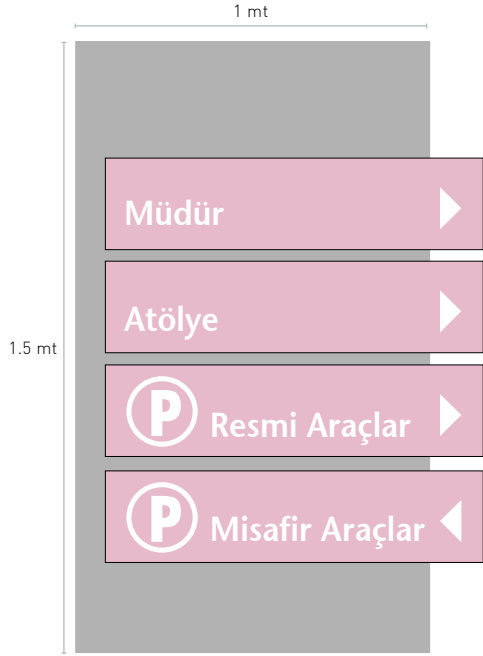 1 mt
1.5 mt
Müdür
Atölye
P Resmi Araçlar
P Misafir Araçlar